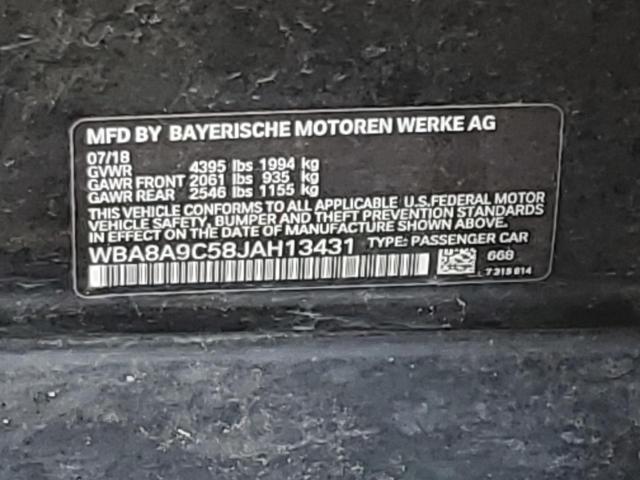 MFD BY BAYERISCHE MOTOREN WERKE AG
07/18
GVWR 4395 lbs 1994 kg
GAWR FRONT 2061 lbs 935 kg
GAWR REAR 2546 lbs 1155 kg
THIS VEHICLE CONFORMS TO ALL APPLICABLE U.S.FEDERAL MOTOR
VEHICLE SAFETY, BUMPER AND THEFT PREVENTION STANDARDS
IN EFFECT ON THE DATE OF MANUFACTURE SHOWN ABOVE.
WBA8A9C58JAH13431 TYPE: PASSENGER CAR
668
7 318 614